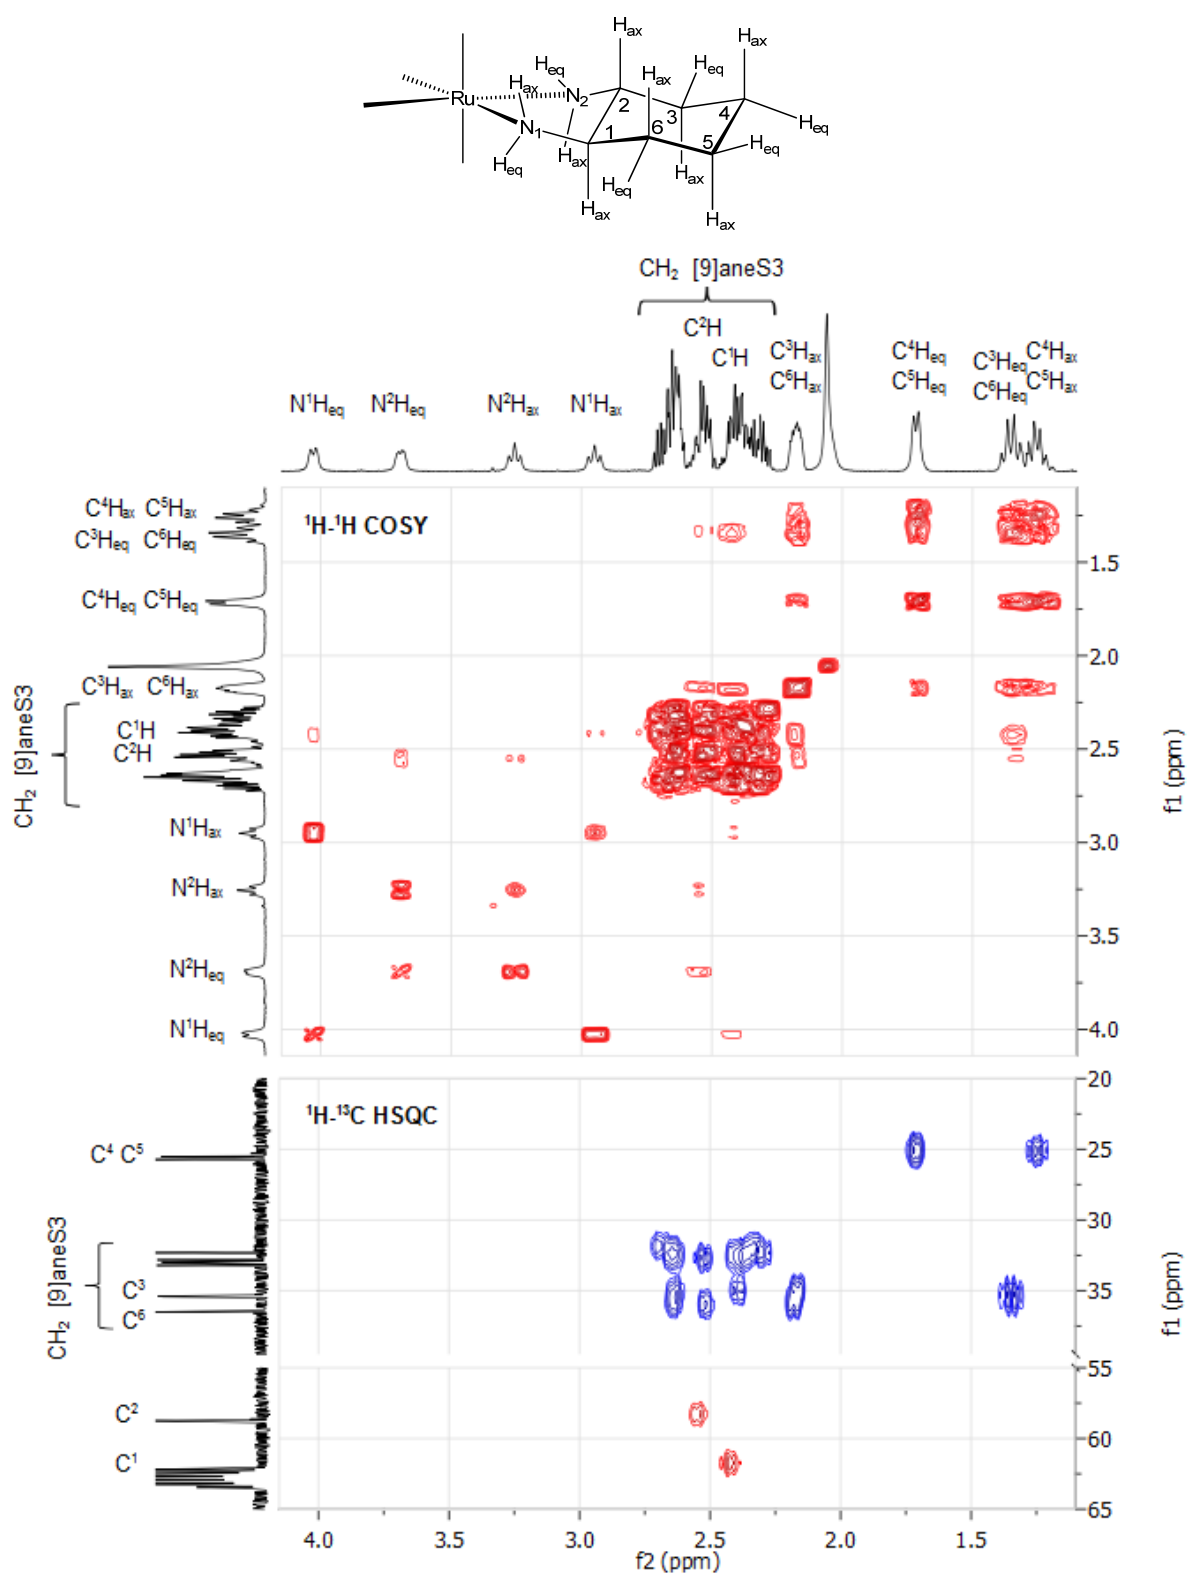 Hax
Hax
Heq
Heq
Hax
Hax
Ru
N2
2
3
4
Heq
N1
1
6
5
Heq
Hax
Heq
Hax
Heq
Hax
Hax
CH2 [9]aneS3
C²H
C¹H
C³Hax
C⁶Hax
C⁴Heq
C⁵Heq
C³Heq
C⁶Heq
C⁴Hax
C⁵Hax
N¹Heq
N²Heq
N²Hax
N¹Hax
¹H-¹H COSY
C⁴Hax C⁵Hax
C³Heq C⁶Heq
C⁴Heq C⁵Heq
C³Hax C⁶Hax
C¹H
C²H
CH2 [9]aneS3
N¹Hax
N²Hax
N²Heq
N¹Heq
1.5
2.0
2.5
3.0
3.5
4.0
f1 (ppm)
¹H-¹³C HSQC
C⁴ C⁵
CH2 [9]aneS3
C³
C⁶
C²
C¹
20
25
30
35
55
60
65
f1 (ppm)
4.0 3.5 3.0 2.5 2.0 1.5
f2 (ppm)